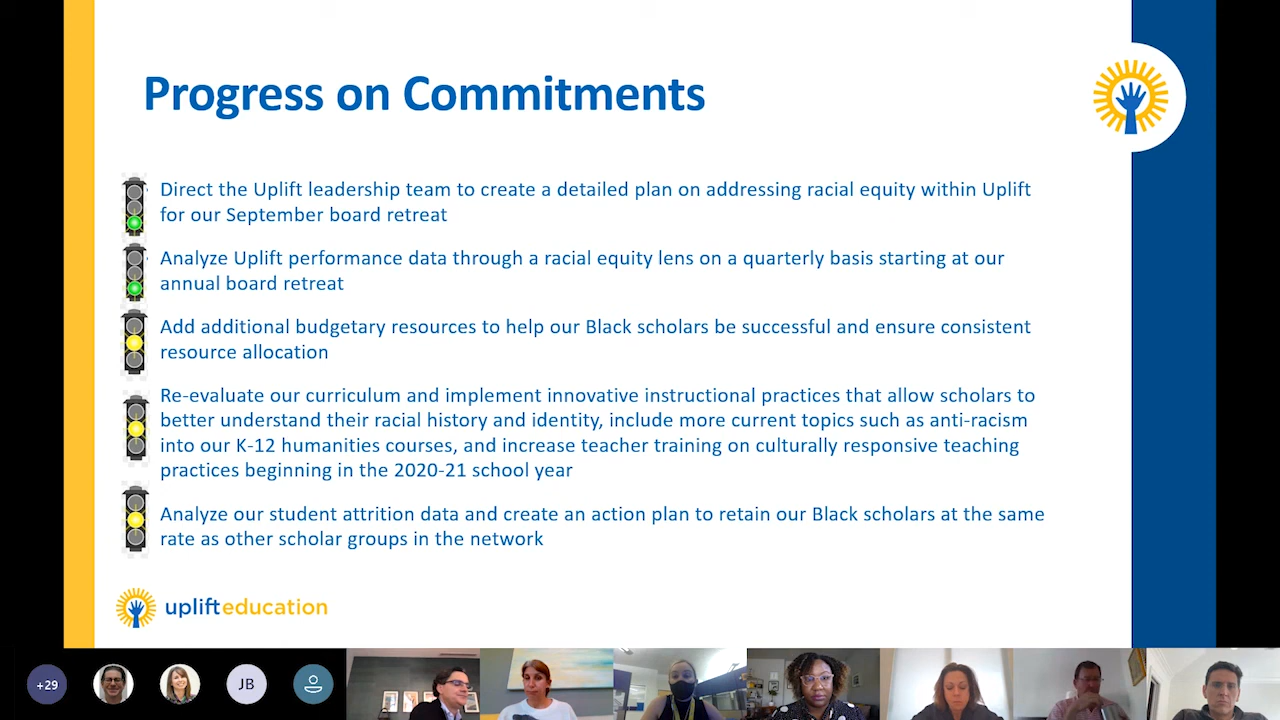 Progress on Commitments
Direct the Uplift leadership team to create a detailed plan on addressing racial equity within Uplift
for our September board retreat
Analyze Uplift performance data through a racial equity lens on a quarterly basis starting at our
annual board retreat
Add additional budgetary resources to help our Black scholars be successful and ensure consistent
resource allocation
Re-evaluate our curriculum and implement innovative instructional practices that allow scholars to
better understand their racial history and identity, include more current topics such as anti-racism
into our K-12 humanities courses, and increase teacher training on culturally responsive teaching
practices beginning in the 2020-21 school year
Analyze our student attrition data and create an action plan to retain our Black scholars at the same
rate as other scholar groups in the network
uplifteducation
+29
JB